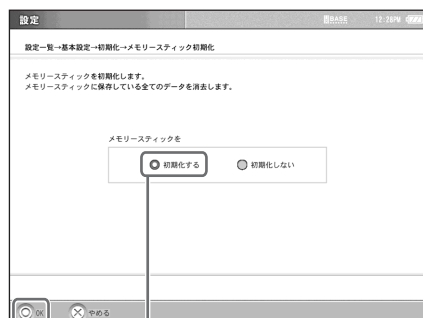 設定 BASE 12:28PM
設定一覧→基本設定→初期化→メモリースティック初期化
メモリースティックを初期化します。
メモリースティックに保存している全てのデータを消去します。
メモリースティックを
初期化する 初期化しない
OK やめる